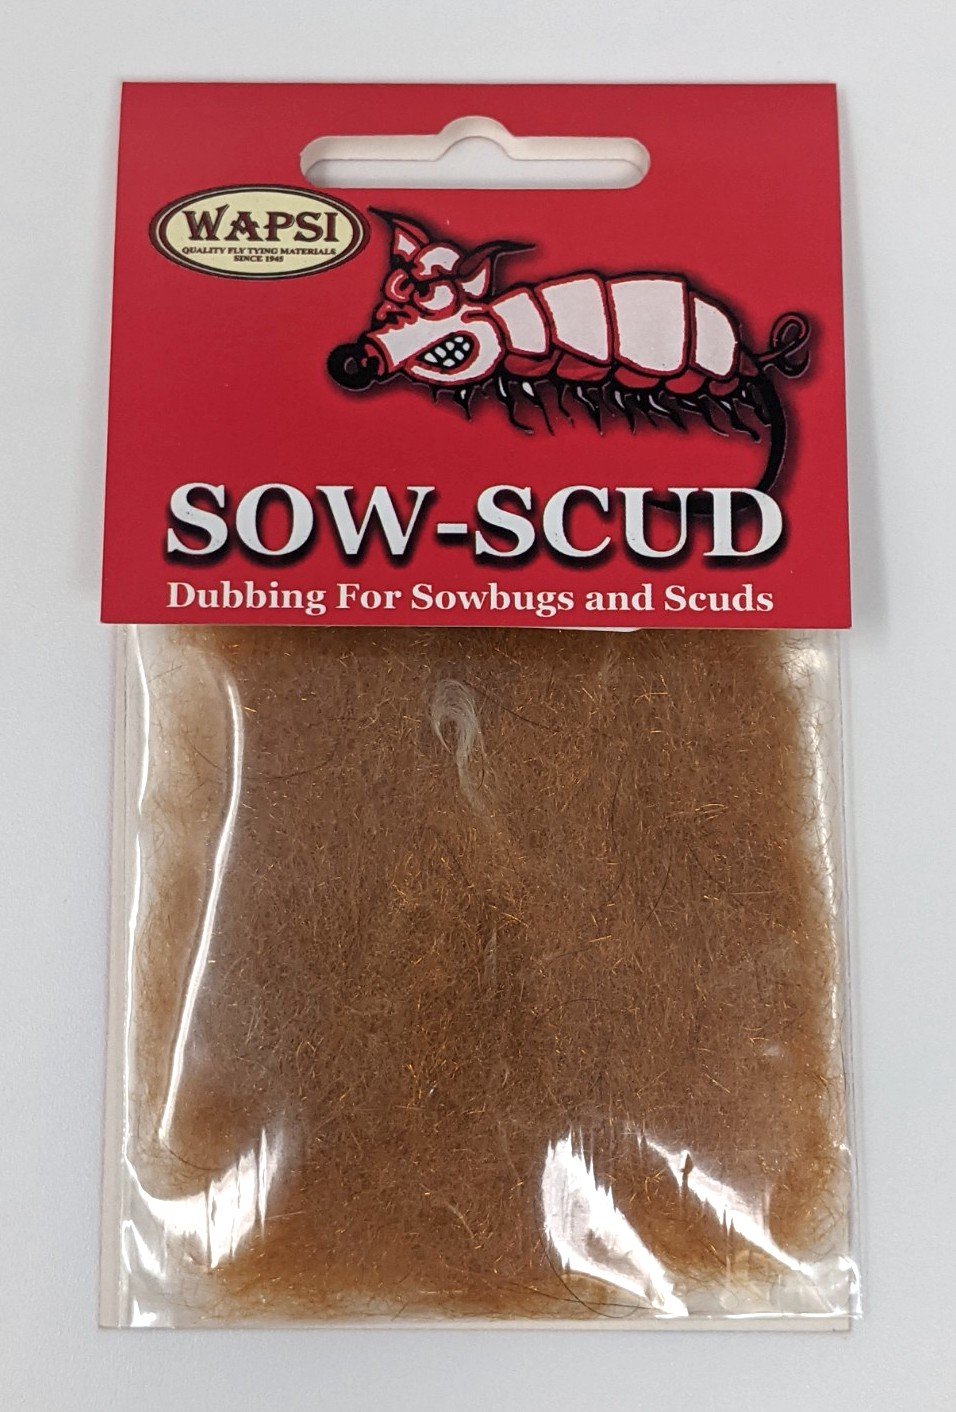 WAPSI
QUALITY FLY TYING MATERIALS
SINCE 1945
SOW-SCUD
Dubbing For Sowbugs and Scuds